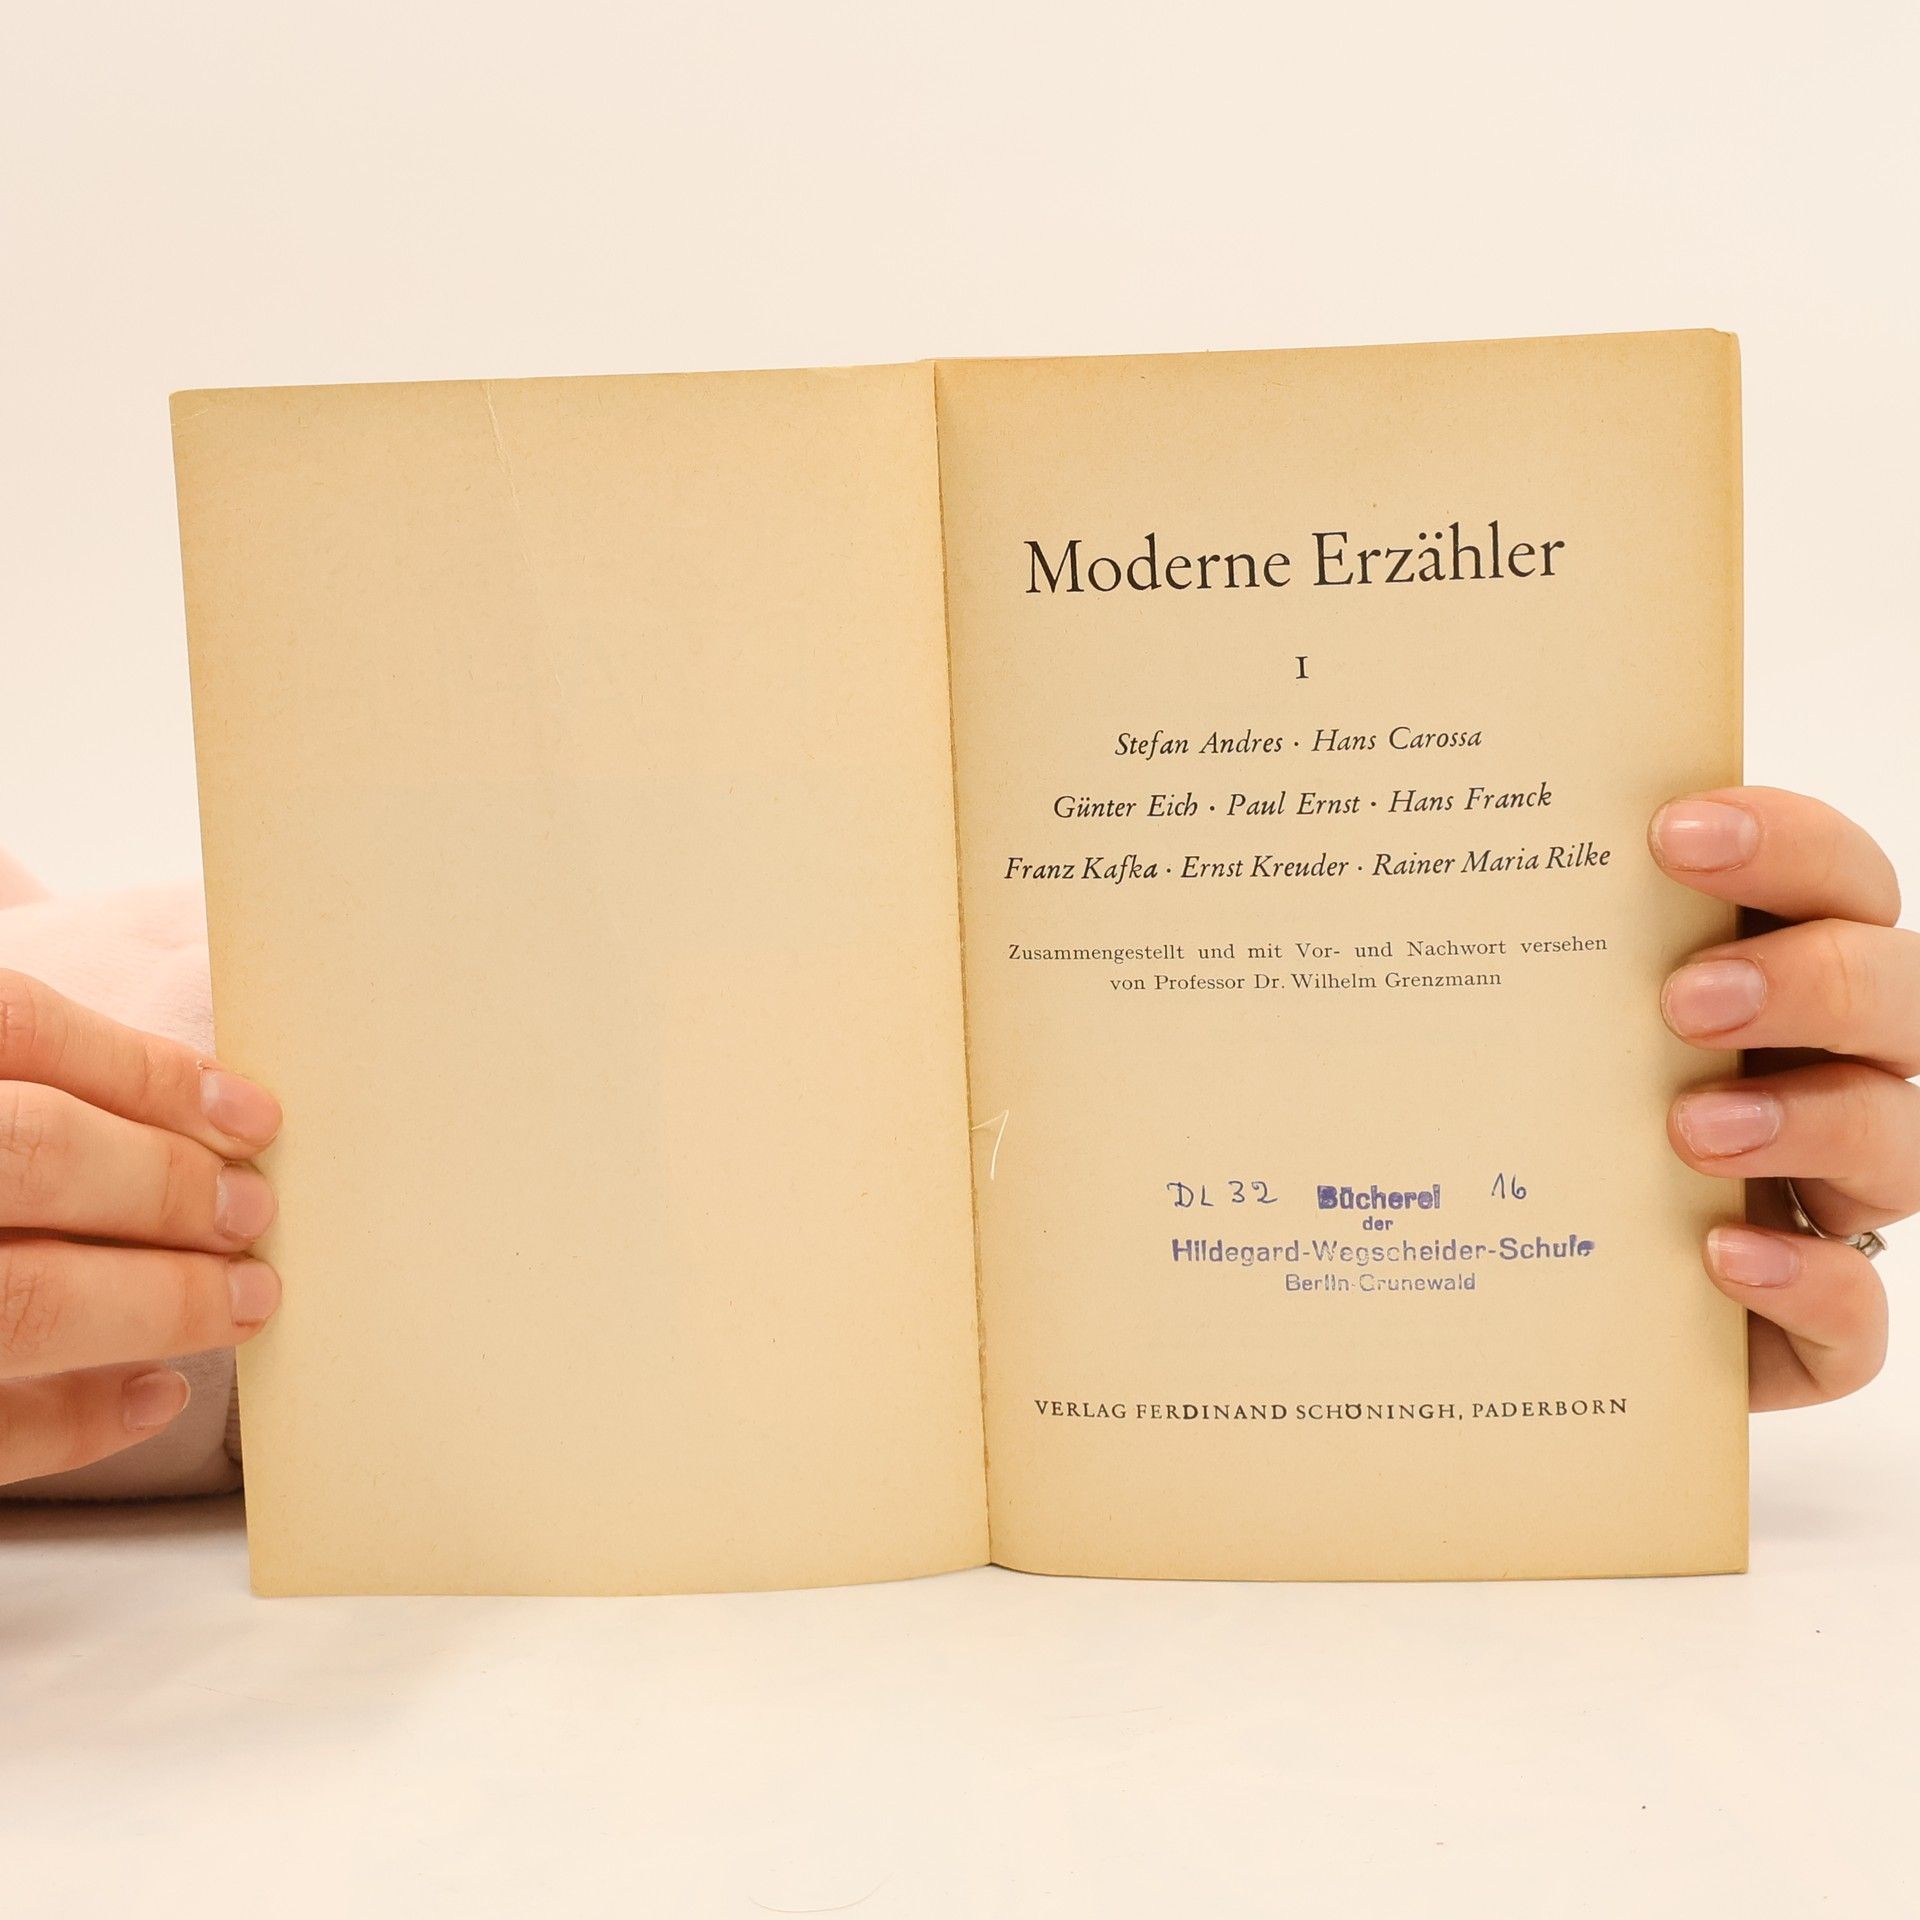 Moderne Erzähler
I
Stefan Andres · Hans Carossa
Günter Eich · Paul Ernst · Hans Franck
Franz Kafka · Ernst Kreuder · Rainer Maria Rilke
Zusammengestellt und mit Vor- und Nachwort versehen
von Professor Dr. Wilhelm Grenzmann
DL 32 Bücherei 16
der
Hildegard-Wegscheider-Schule
Berlin-Grunewald
VERLAG FERDINAND SCHÖNINGH, PADERBORN